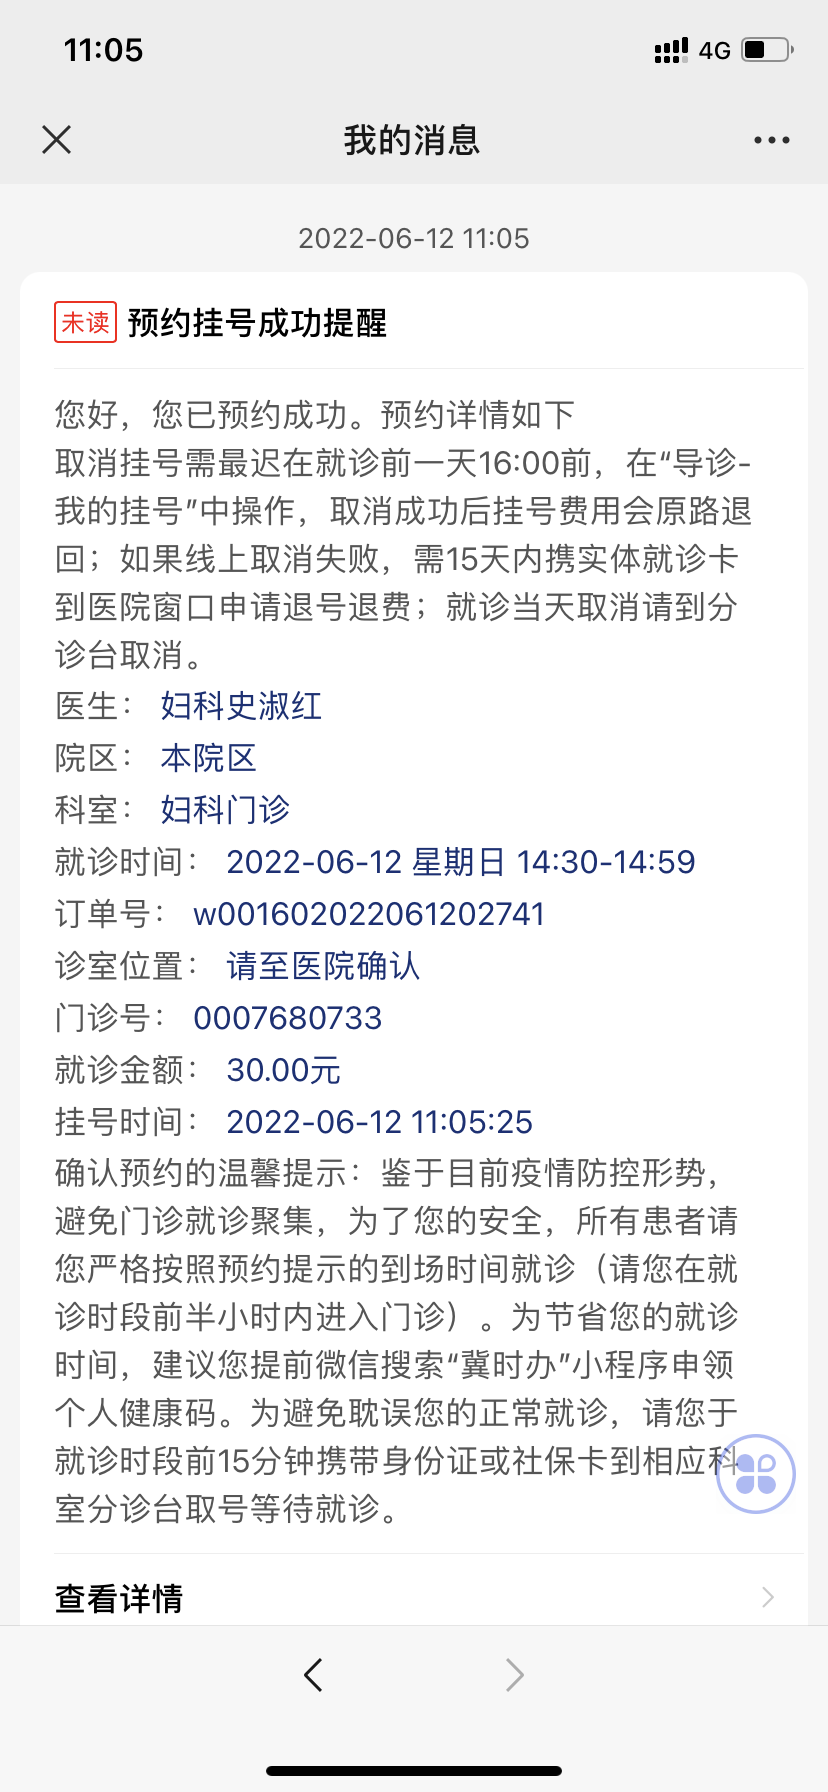 11:05
4G
我的消息
2022-06-12 11:05
未读 预约挂号成功提醒
您好，您已预约成功。预约详情如下
取消挂号需最迟在就诊前一天16:00前，在“导诊-
我的挂号”中操作，取消成功后挂号费用会原路退
回；如果线上取消失败，需15天内携实体就诊卡
到医院窗口申请退号退费；就诊当天取消请到分
诊台取消。
医生： 妇科史淑红
院区： 本院区
科室： 妇科门诊
就诊时间： 2022-06-12 星期日 14:30-14:59
订单号： w001602022061202741
诊室位置： 请至医院确认
门诊号： 0007680733
就诊金额： 30.00元
挂号时间： 2022-06-12 11:05:25
确认预约的温馨提示：鉴于目前疫情防控形势，
避免门诊就诊聚集，为了您的安全，所有患者请
您严格按照预约提示的到场时间就诊（请您在就
诊时段前半小时内进入门诊）。为节省您的就诊
时间，建议您提前微信搜索“冀时办”小程序申领
个人健康码。为避免耽误您的正常就诊，请您于
就诊时段前15分钟携带身份证或社保卡到相应科
室分诊台取号等待就诊。
查看详情